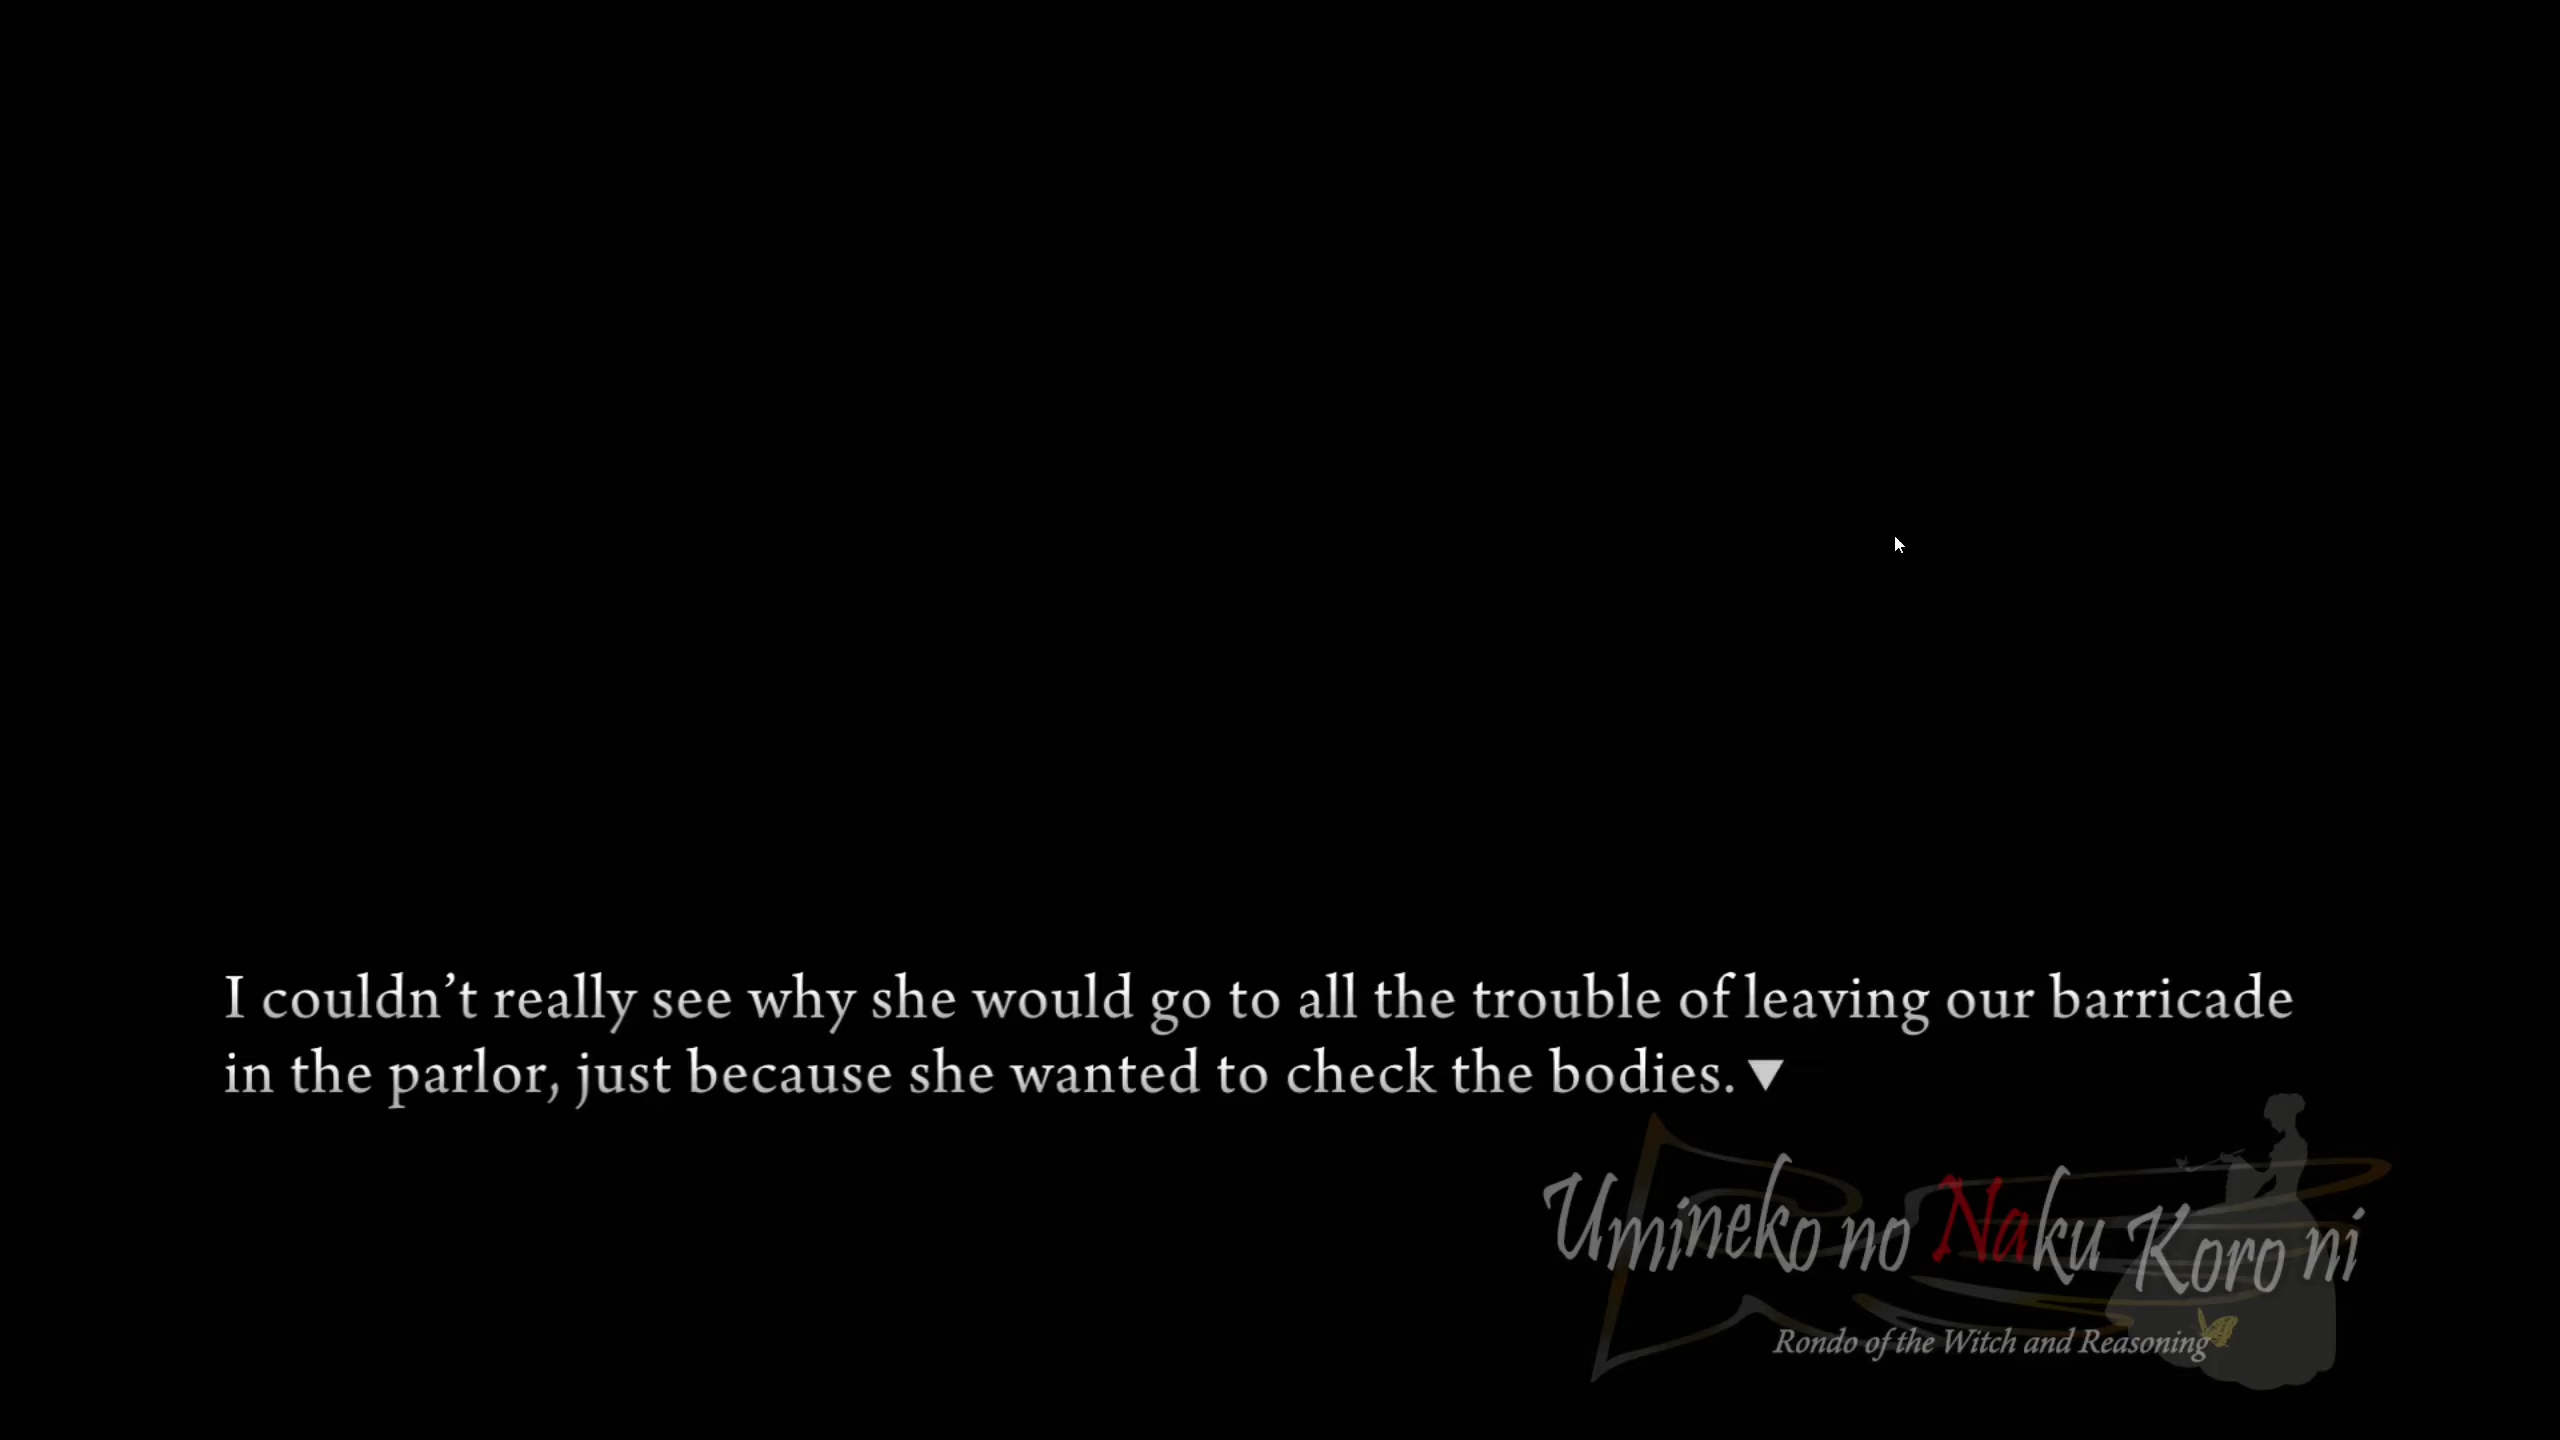 I couldn’t really see why she would go to all the trouble of leaving our barricade
in the parlor, just because she wanted to check the bodies.
Umineko no Naku Koro ni
Rondo of the Witch and Reasoning